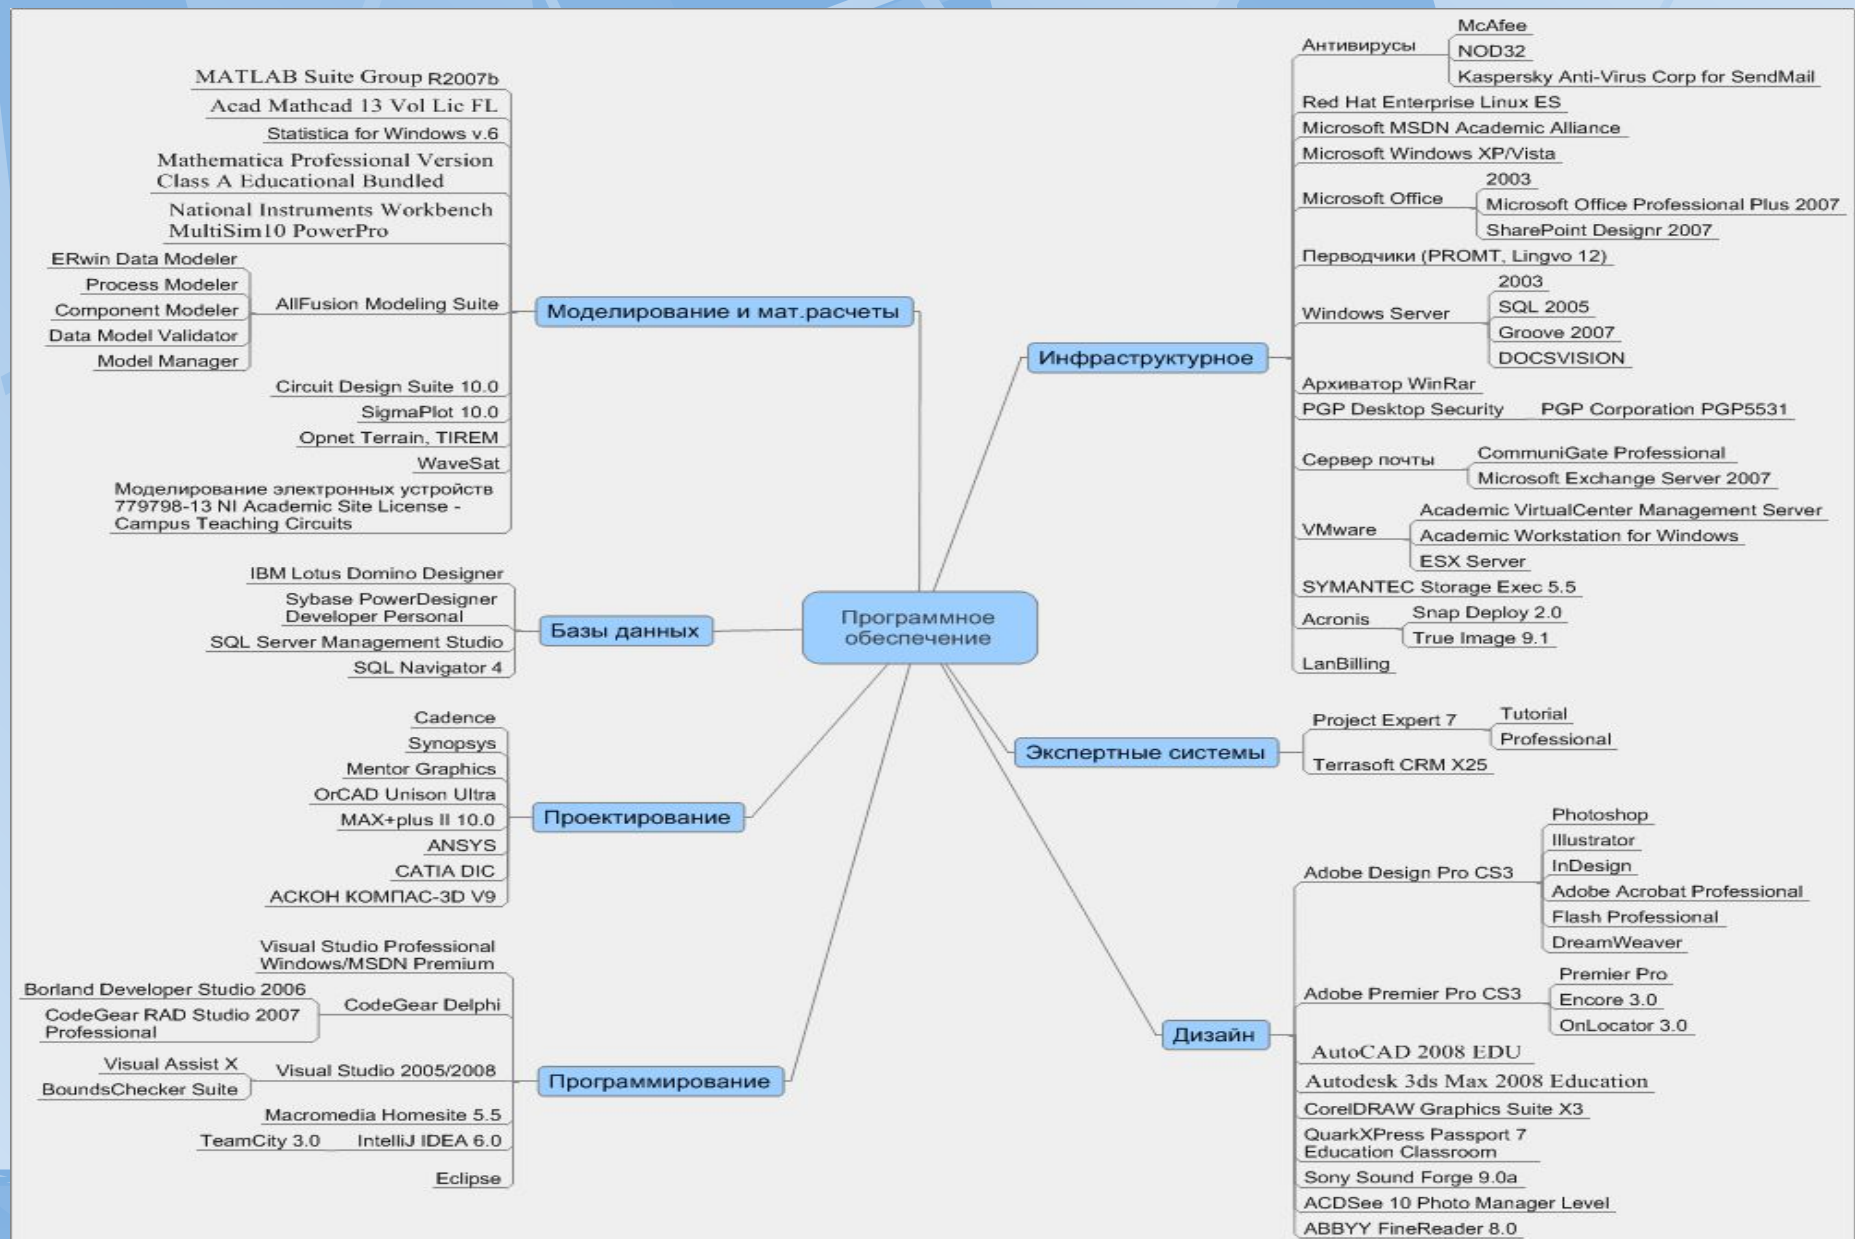 Программное
обеспечение
Моделирование и мат.расчеты
MATLAB Suite Group R2007b
Acad Mathcad 13 Vol Lic FL
Statistica for Windows v.6
Mathematica Professional Version
Class A Educational Bundled
National Instruments Workbench
MultiSim10 PowerPro
AllFusion Modeling Suite
ERwin Data Modeler
Process Modeler
Component Modeler
Data Model Validator
Model Manager
Circuit Design Suite 10.0
SigmaPlot 10.0
Opnet Terrain, TIREM
WaveSat
Моделирование электронных устройств
779798-13 NI Academic Site License -
Campus Teaching Circuits
Базы данных
IBM Lotus Domino Designer
Sybase PowerDesigner
Developer Personal
SQL Server Management Studio
SQL Navigator 4
Проектирование
Cadence
Synopsys
Mentor Graphics
OrCAD Unison Ultra
MAX+plus II 10.0
ANSYS
CATIA DIC
АСКОН КОМПАС-3D V9
Программирование
Visual Studio Professional
Windows/MSDN Premium
CodeGear Delphi
Borland Developer Studio 2006
CodeGear RAD Studio 2007
Professional
Visual Studio 2005/2008
Visual Assist X
BoundsChecker Suite
Macromedia Homesite 5.5
IntelliJ IDEA 6.0
TeamCity 3.0
Eclipse
Инфраструктурное
Антивирусы
McAfee
NOD32
Kaspersky Anti-Virus Corp for SendMail
Red Hat Enterprise Linux ES
Microsoft MSDN Academic Alliance
Microsoft Windows XP/Vista
Microsoft Office
2003
Microsoft Office Professional Plus 2007
SharePoint Designr 2007
Перводчики (PROMT, Lingvo 12)
Windows Server
2003
SQL 2005
Groove 2007
DOCSVISION
Архиватор WinRar
PGP Desktop Security
PGP Corporation PGP5531
Сервер почты
CommuniGate Professional
Microsoft Exchange Server 2007
VMware
Academic VirtualCenter Management Server
Academic Workstation for Windows
ESX Server
SYMANTEC Storage Exec 5.5
Acronis
Snap Deploy 2.0
True Image 9.1
LanBilling
Экспертные системы
Project Expert 7
Tutorial
Professional
Terrasoft CRM X25
Дизайн
Adobe Design Pro CS3
Photoshop
Illustrator
InDesign
Adobe Acrobat Professional
Flash Professional
DreamWeaver
Adobe Premier Pro CS3
Premier Pro
Encore 3.0
OnLocator 3.0
AutoCAD 2008 EDU
Autodesk 3ds Max 2008 Education
CorelDRAW Graphics Suite X3
QuarkXPress Passport 7
Education Classroom
Sony Sound Forge 9.0a
ACDSee 10 Photo Manager Level
ABBYY FineReader 8.0